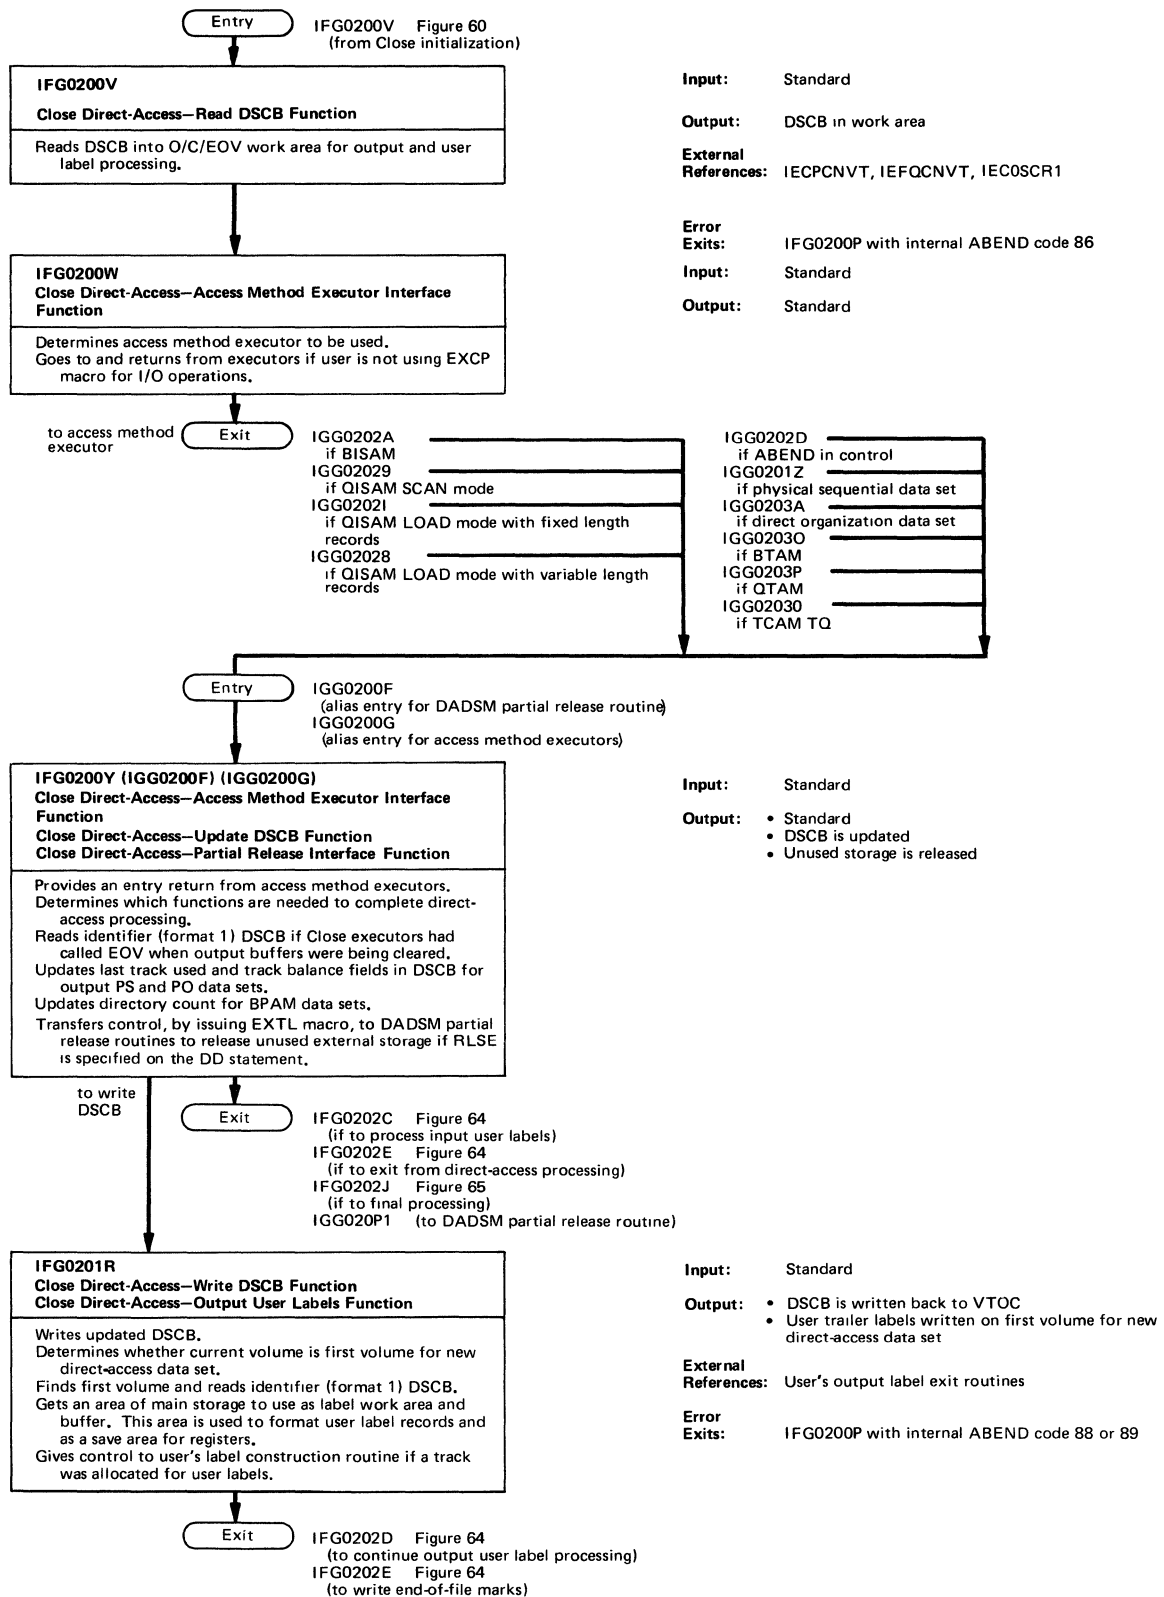 Entry
IFG0200V Figure 60
(from Close initialization)
IFG0200V
Close Direct-Access—Read DSCB Function
Reads DSCB into O/C/EOV work area for output and user
label processing.
Input: Standard
Output: DSCB in work area
External
References: IECPCNVT, IEFQCNVT, IEC0SCR1
Error
Exits: IFG0200P with internal ABEND code 86
IFG0200W
Close Direct-Access—Access Method Executor Interface
Function
Determines access method executor to be used.
Goes to and returns from executors if user is not using EXCP
macro for I/O operations.
Input: Standard
Output: Standard
to access method
executor
Exit
IGG0202A
if BISAM
IGG02029
if QISAM SCAN mode
IGG0202I
if QISAM LOAD mode with fixed length
records
IGG02028
if QISAM LOAD mode with variable length
records
IGG0202D
if ABEND in control
IGG0201Z
if physical sequential data set
IGG0203A
if direct organization data set
IGG0203O
if BTAM
IGG0203P
if QTAM
IGG02030
if TCAM TQ
Entry
IGG0200F
(alias entry for DADSM partial release routine)
IGG0200G
(alias entry for access method executors)
IFG0200Y (IGG0200F) (IGG0200G)
Close Direct-Access—Access Method Executor Interface
Function
Close Direct-Access—Update DSCB Function
Close Direct-Access—Partial Release Interface Function
Provides an entry return from access method executors.
Determines which functions are needed to complete direct-
access processing.
Reads identifier (format 1) DSCB if Close executors had
called EOV when output buffers were being cleared.
Updates last track used and track balance fields in DSCB for
output PS and PO data sets.
Updates directory count for BPAM data sets.
Transfers control, by issuing EXTL macro, to DADSM partial
release routines to release unused external storage if RLSE
is specified on the DD statement.
Input: Standard
Output: • Standard
• DSCB is updated
• Unused storage is released
to write
DSCB
Exit
IFG0202C Figure 64
(if to process input user labels)
IFG0202E Figure 64
(if to exit from direct-access processing)
IFG0202J Figure 65
(if to final processing)
IGG020P1 (to DADSM partial release routine)
IFG0201R
Close Direct-Access—Write DSCB Function
Close Direct-Access—Output User Labels Function
Writes updated DSCB.
Determines whether current volume is first volume for new
direct-access data set.
Finds first volume and reads identifier (format 1) DSCB.
Gets an area of main storage to use as label work area and
buffer. This area is used to format user label records and
as a save area for registers.
Gives control to user's label construction routine if a track
was allocated for user labels.
Input: Standard
Output: • DSCB is written back to VTOC
• User trailer labels written on first volume for new
direct-access data set
External
References: User's output label exit routines
Error
Exits: IFG0200P with internal ABEND code 88 or 89
Exit
IFG0202D Figure 64
(to continue output user label processing)
IFG0202E Figure 64
(to write end-of-file marks)